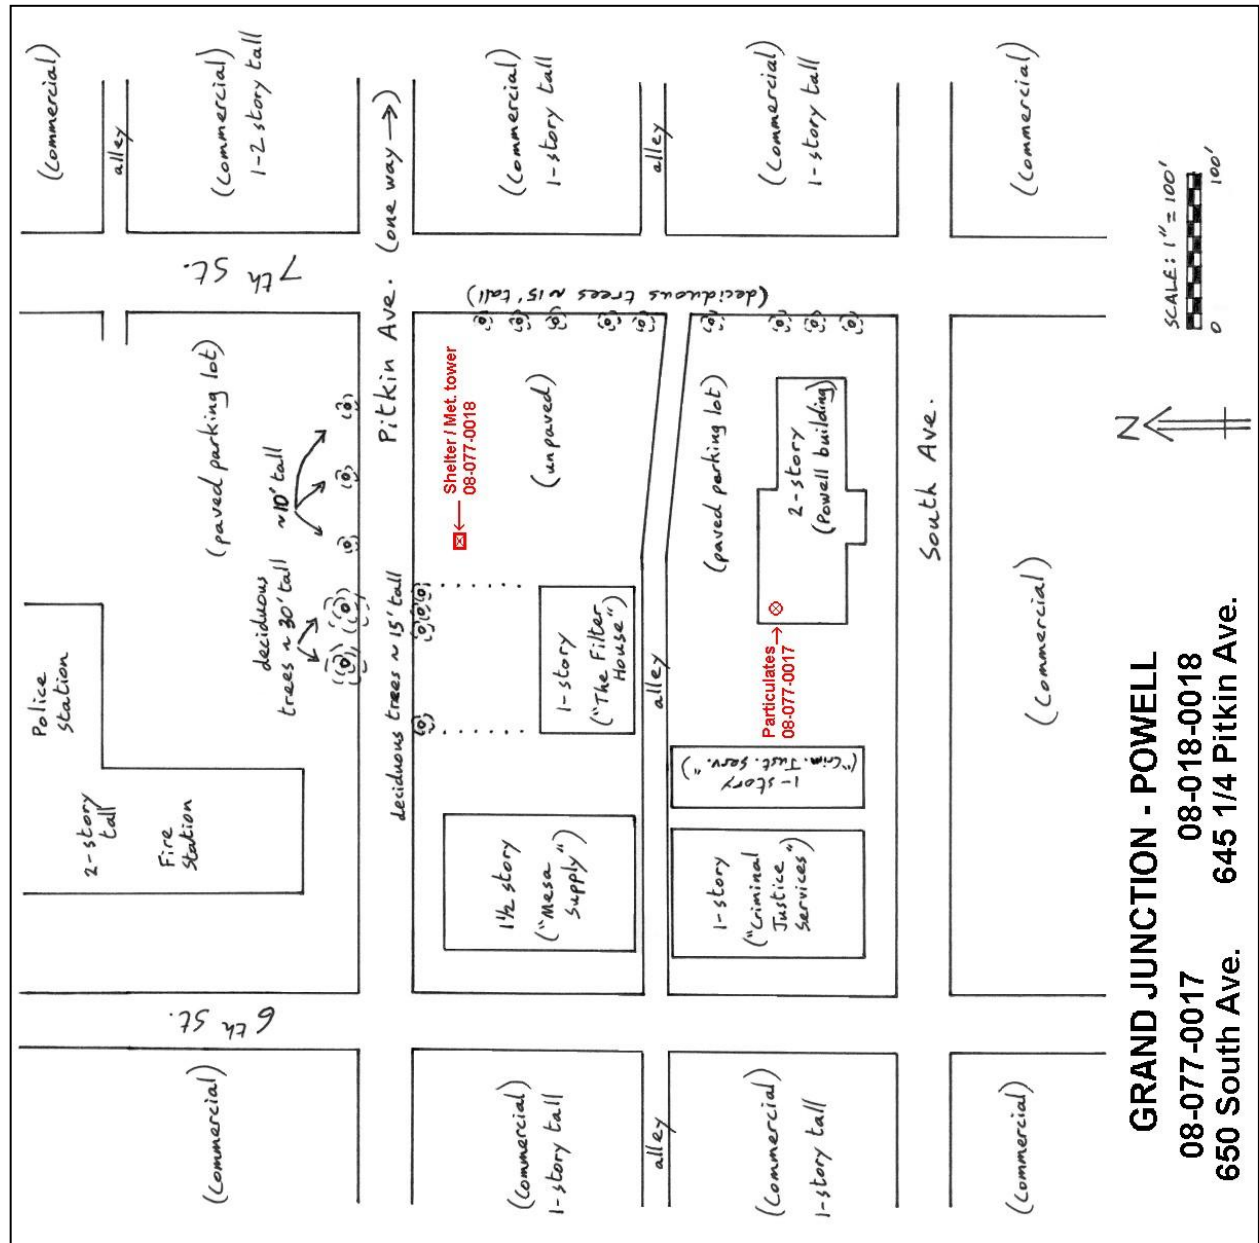 (Commercial)
alley
(Commercial)
1-2 story tall
(one way →)
(Commercial)
1-story tall
alley
(Commercial)
1-story tall
(Commercial)
7th St.
SCALE: 1" = 100'
0
100'
(paved parking lot)
~10' tall
deciduous
trees ~ 30' tall
Pitkin Ave.
(deciduous trees ~ 15' tall)
Shelter / Met. tower
08-077-0018
(unpaved)
(paved parking lot)
2-story
(Powell building)
South Ave.
N
Police
Station
2-story
tall
Fire
Station
deciduous trees ~ 15' tall
1-story
("The Filter
House")
alley
Particulates
08-077-0017
1-story
("Crim. Just. Serv.")
(Commercial)
1½ story
("Mesa
Supply")
1-story
("Criminal
Justice
Services")
6th St.
(Commercial)
(Commercial)
1-story tall
alley
(Commercial)
1-story tall
(Commercial)
GRAND JUNCTION - POWELL
08-077-0017 08-018-0018
650 South Ave. 645 1/4 Pitkin Ave.